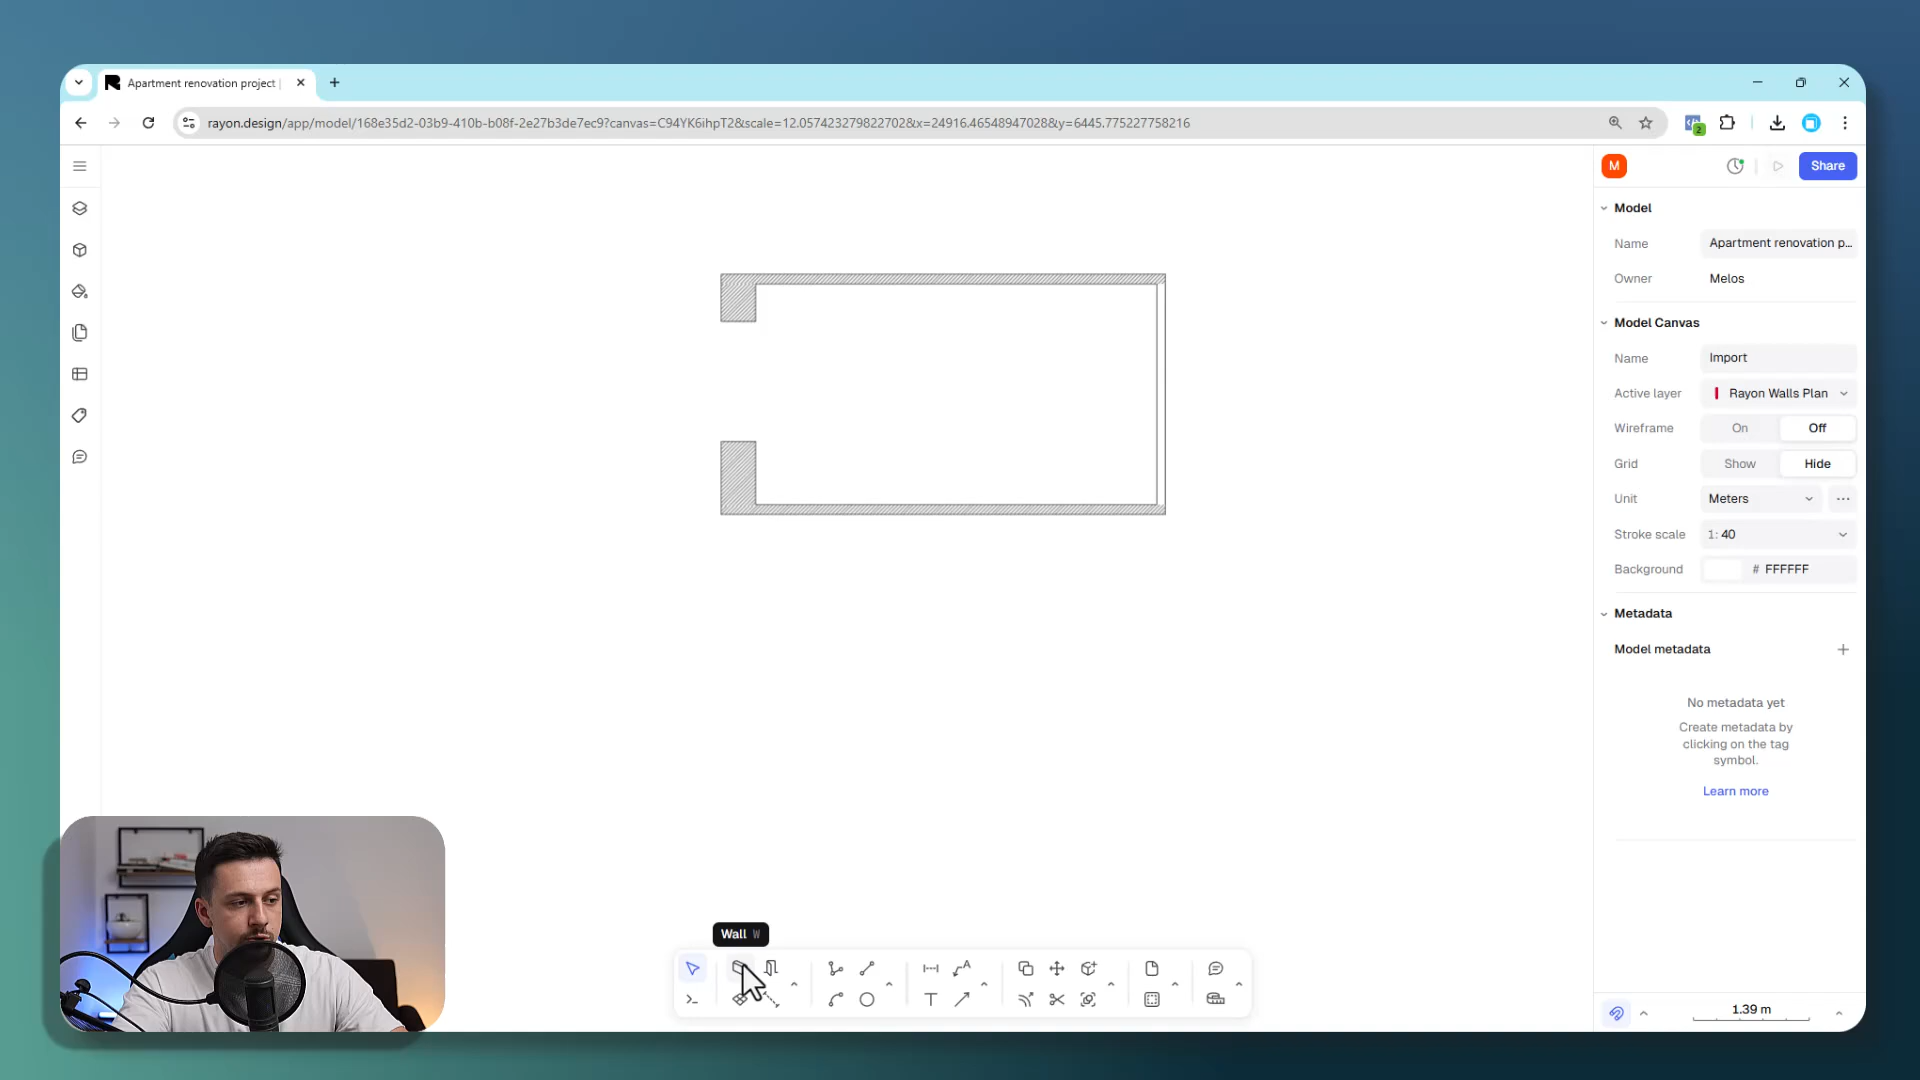 Apartment renovation project |
rayon.design/app/model/168e35d2-03b9-410b-b08f-2e27b3de7ec9?canvas=C94YK6ihpT2&scale=12.057423279822702&x=24916.46548947028&y=6445.775227758216
2
M
Share
Model
Name Apartment renovation p...
Owner Melos
Model Canvas
Name Import
Active layer Rayon Walls Plan
Wireframe On Off
Grid Show Hide
Unit Meters
Stroke scale 1: 40
Background # FFFFFF
Metadata
Model metadata
No metadata yet
Create metadata by
clicking on the tag
symbol.
Learn more
Wall W
1.39 m